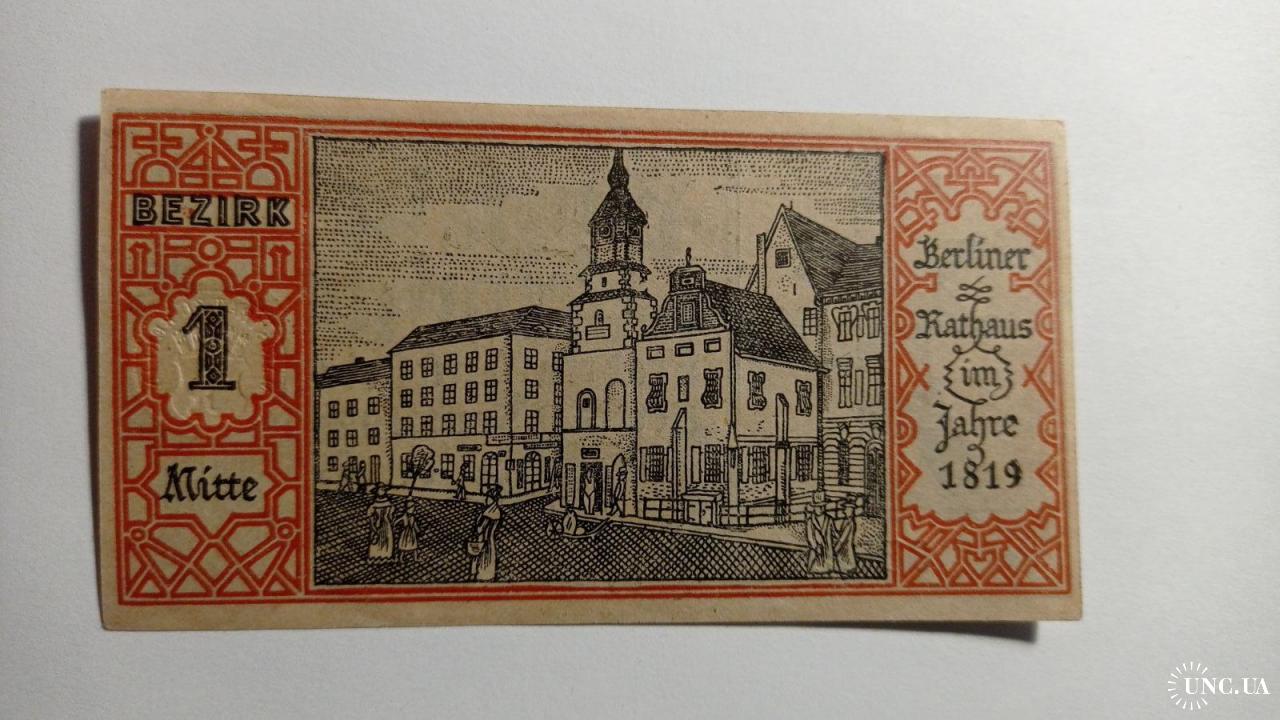 BEZIRK
1
Mitte
Berliner
Rathaus
im
Jahre
1819
UNC.UA